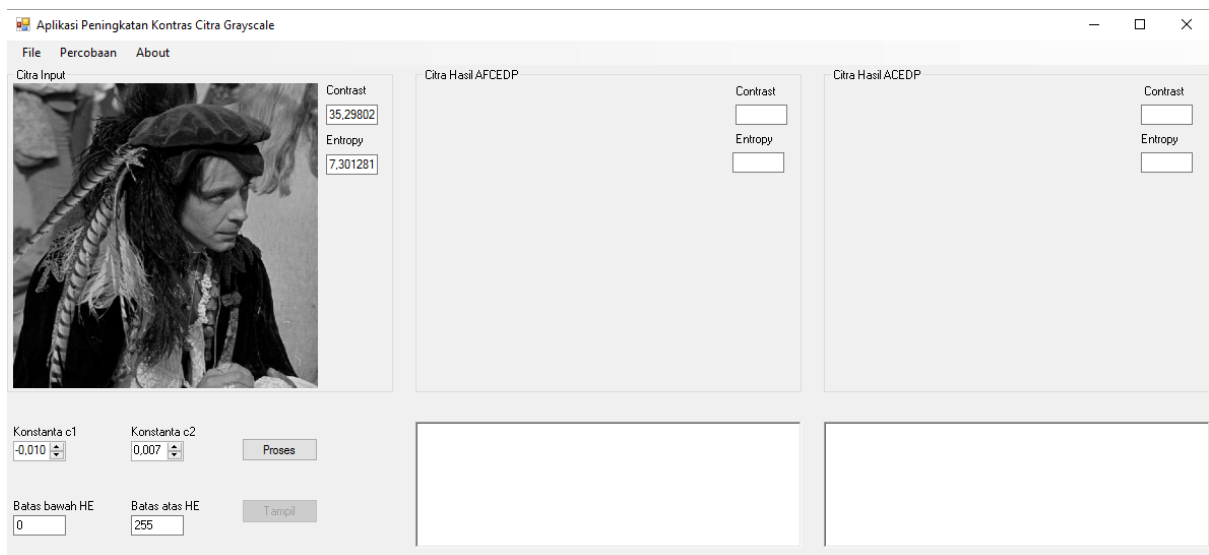 Aplikasi Peningkatan Kontras Citra Grayscale
File Percobaan About
Citra Input
Contrast
35,29802
Entropy
7,301281
Citra Hasil AFCEDP
Contrast
Entropy
Citra Hasil ACEDP
Contrast
Entropy
Konstanta c1
-0,010
Konstanta c2
0,007
Proses
Batas bawah HE
0
Batas atas HE
255
Tampil